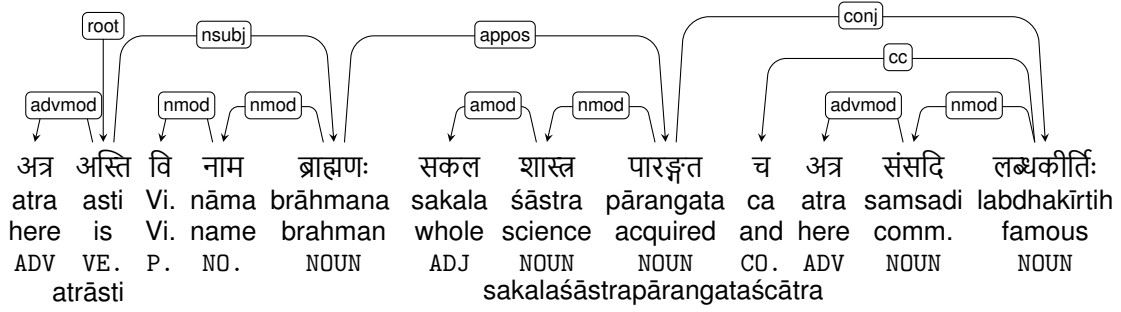 root
conj
nsubj
appos
cc
advmod nmod nmod amod nmod advmod nmod
अत्र अस्ति वि नाम ब्राह्मणः सकल शास्त्र पारङ्गत च अत्र संसदि लब्धकीर्तिः
atra asti Vi. nāma brāhmana sakala śāstra pārangata ca atra samsadi labdhakīrtih
here is Vi. name brahman whole science acquired and here comm. famous
ADV VE. P. NO. NOUN ADJ NOUN NOUN CO. ADV NOUN NOUN
atrāsti sakalaśāstrapārangataścātra